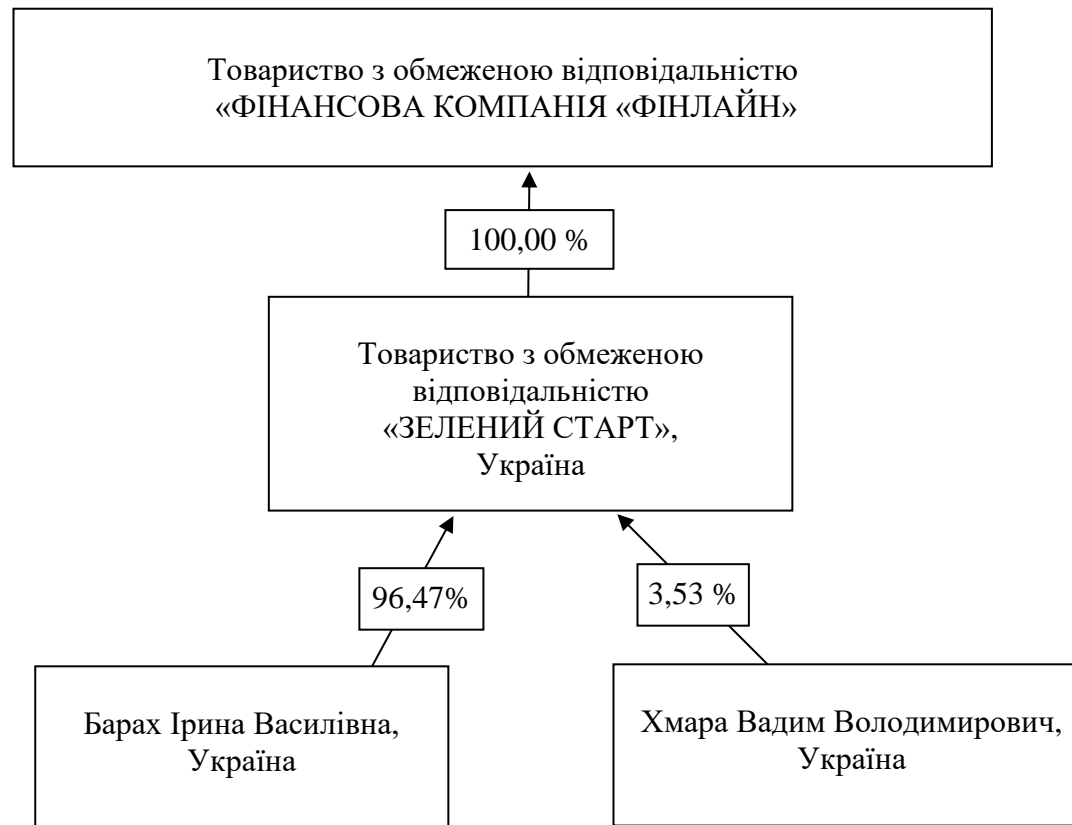 Товариство з обмеженою відповідальністю
«ФІНАНСОВА КОМПАНІЯ «ФІНЛАЙН»
100,00 %
Товариство з обмеженою
відповідальністю
«ЗЕЛЕНИЙ СТАРТ»,
Україна
96,47%
3,53 %
Барах Ірина Василівна,
Україна
Хмара Вадим Володимирович,
Україна